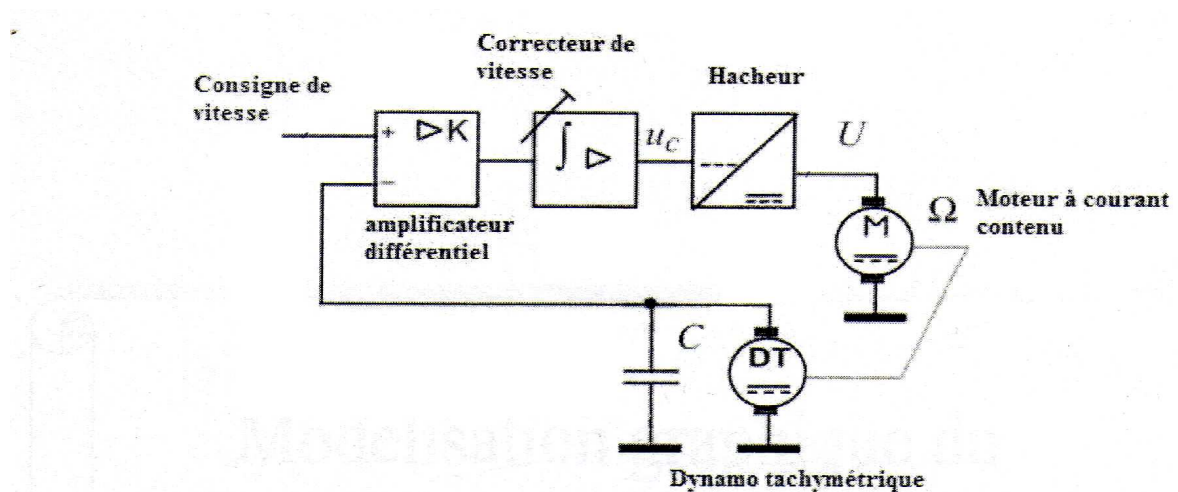 Correcteur de
vitesse
Hacheur
Consigne de
vitesse
+
▷K
−
∫ ▷
u_C
U
amplificateur
différentiel
M
Ω
Moteur à courant
contenu
C
DT
Dynamo tachymétrique